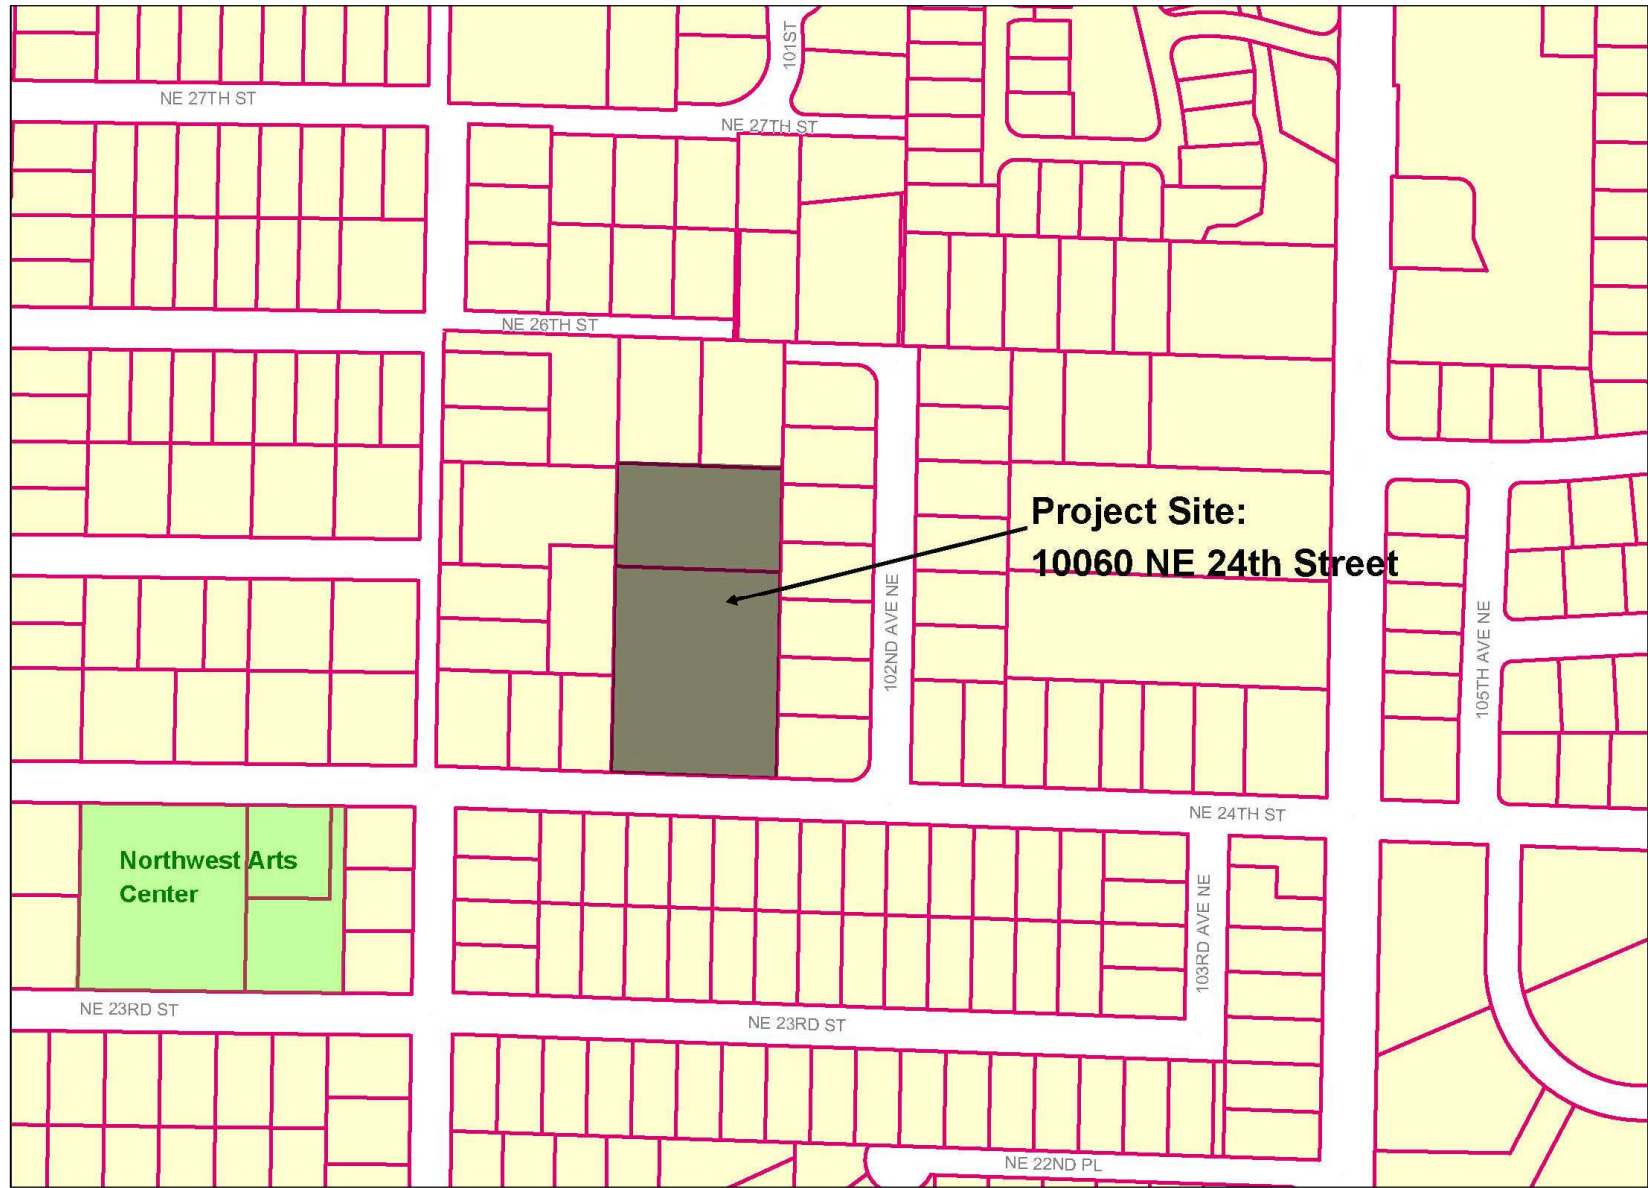 101ST
NE 27TH ST
NE 27TH ST
NE 26TH ST
Project Site:
10060 NE 24th Street
102ND AVE NE
105TH AVE NE
NE 24TH ST
Northwest Arts
Center
103RD AVE NE
NE 23RD ST
NE 23RD ST
NE 22ND PL